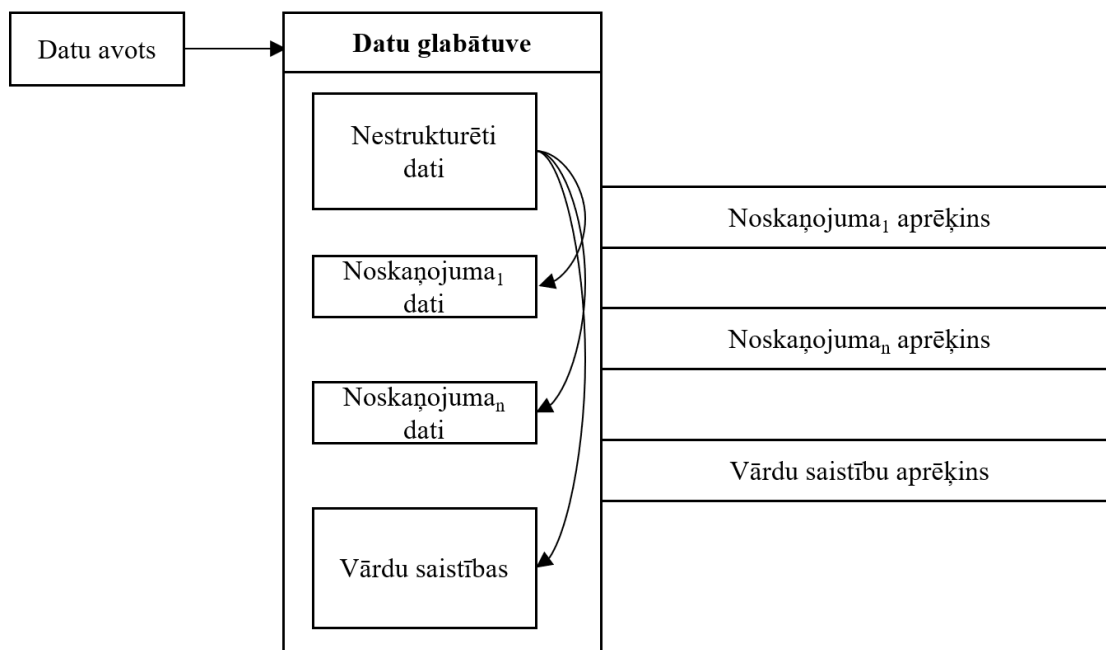 Datu avots
Datu glabātuve
Nestrukturēti
dati
Noskaņojuma₁
dati
Noskaņojumaₙ
dati
Vārdu saistības
Noskaņojuma₁ aprēķins
Noskaņojumaₙ aprēķins
Vārdu saistību aprēķins